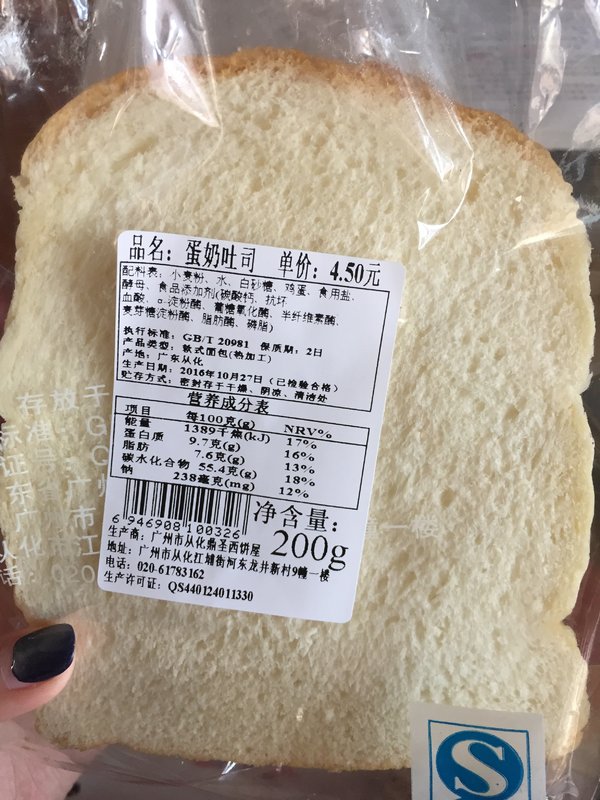 品名：蛋奶吐司 单价：4.50元
配料表：小麦粉、水、白砂糖、鸡蛋、食用盐、
酵母、食品添加剂(碳酸钙、抗坏
血酸、α-淀粉酶、葡糖氧化酶、半纤维素酶、
麦芽糖淀粉酶、脂肪酶、磷脂)
执行标准：GB/T 20981 保质期：2日
产品类型：软式面包(热加工)
产地：广东从化
生产日期：2016年10月27日（已检验合格）
贮存方式：密封存于干燥、阴凉、清洁处
营养成分表
项目 每100克(g) NRV%
能量 1389千焦(kJ) 17%
蛋白质 9.7克(g) 16%
脂肪 7.6克(g) 13%
碳水化合物 55.4克(g) 18%
钠 238毫克(mg) 12%
6 946908 100326
净含量：
200g
生产商：广州市从化鼎圣西饼屋
地址：广州市从化江埔街河东龙井新村9幢一楼
电话：020-61783162
生产许可证：QS440124011330
S